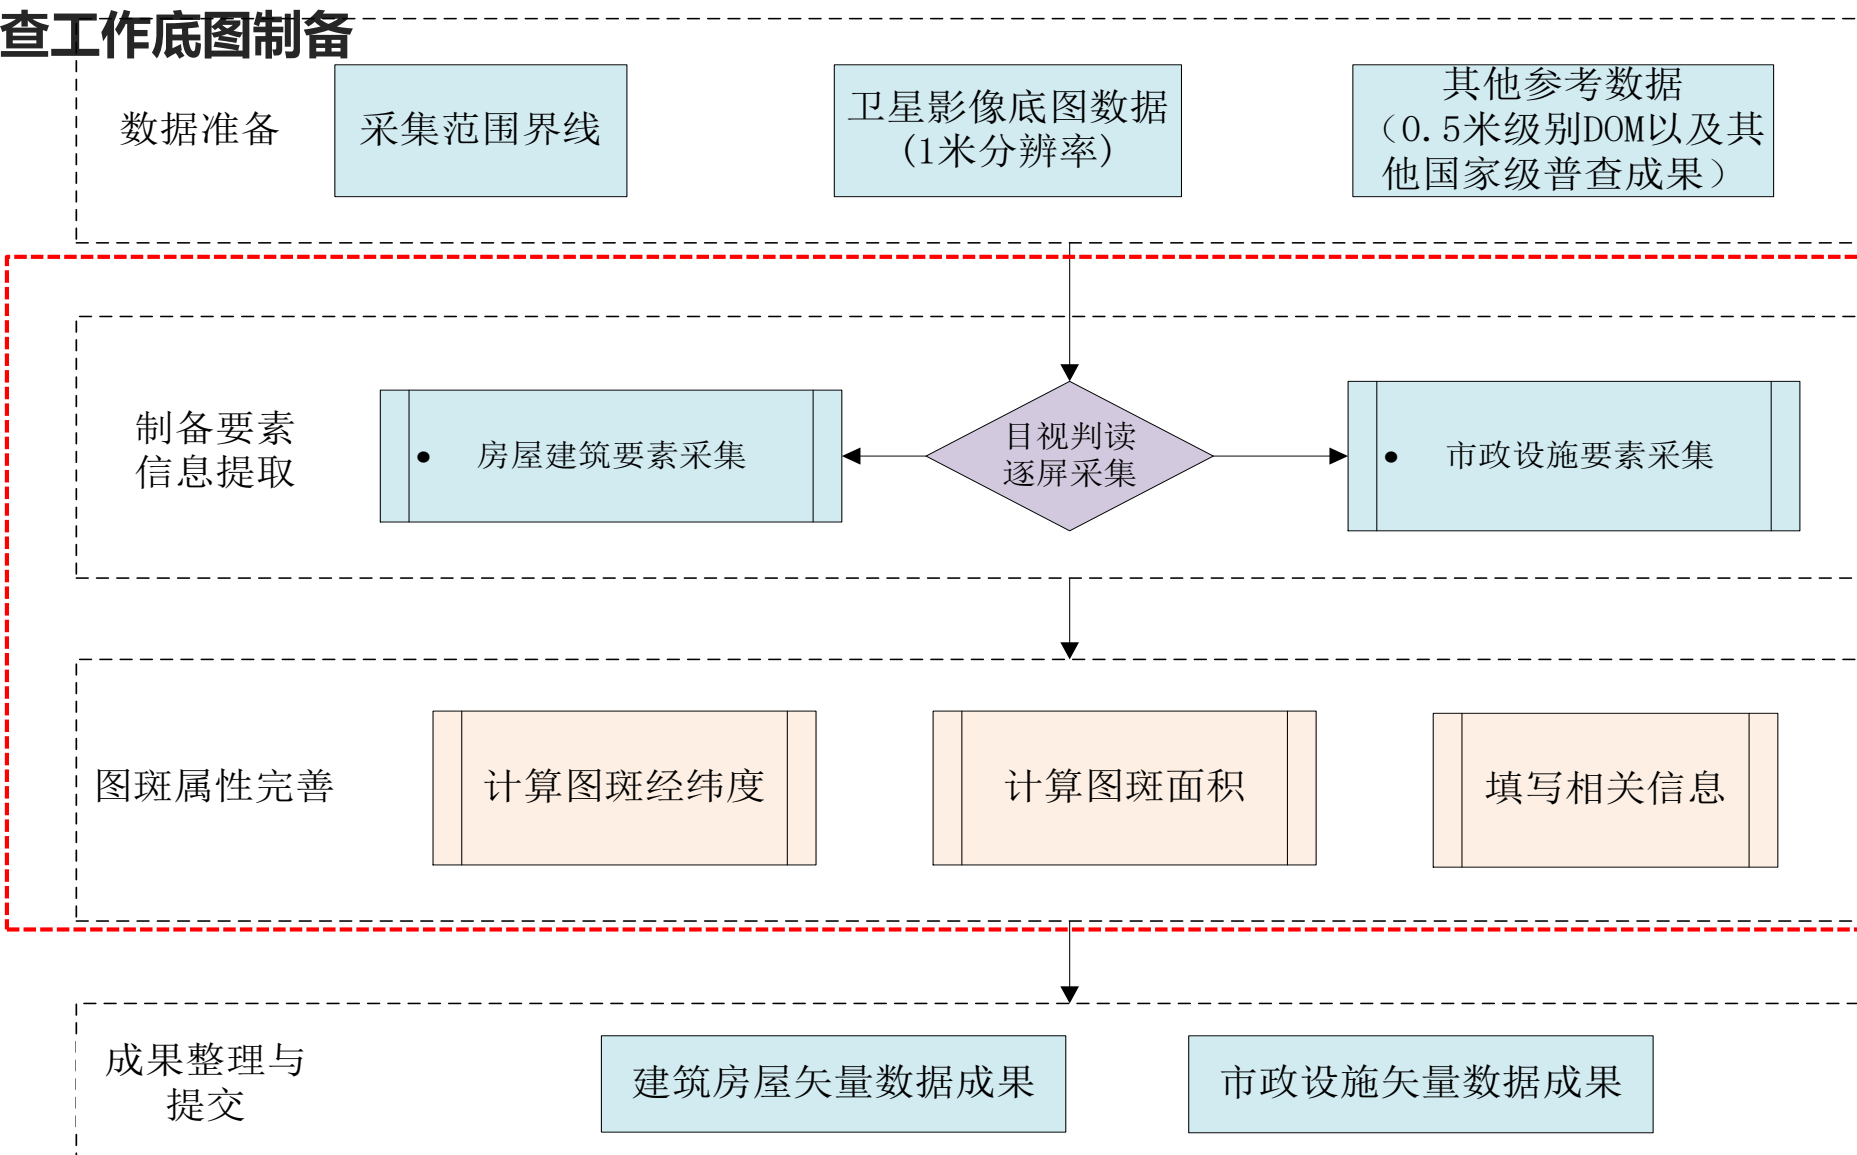 查工作底图制备
数据准备
采集范围界线
卫星影像底图数据
(1米分辨率)
其他参考数据
（0.5米级别DOM以及其
他国家级普查成果）
制备要素
信息提取
• 房屋建筑要素采集
目视判读
逐屏采集
• 市政设施要素采集
图斑属性完善
计算图斑经纬度
计算图斑面积
填写相关信息
成果整理与
提交
建筑房屋矢量数据成果
市政设施矢量数据成果